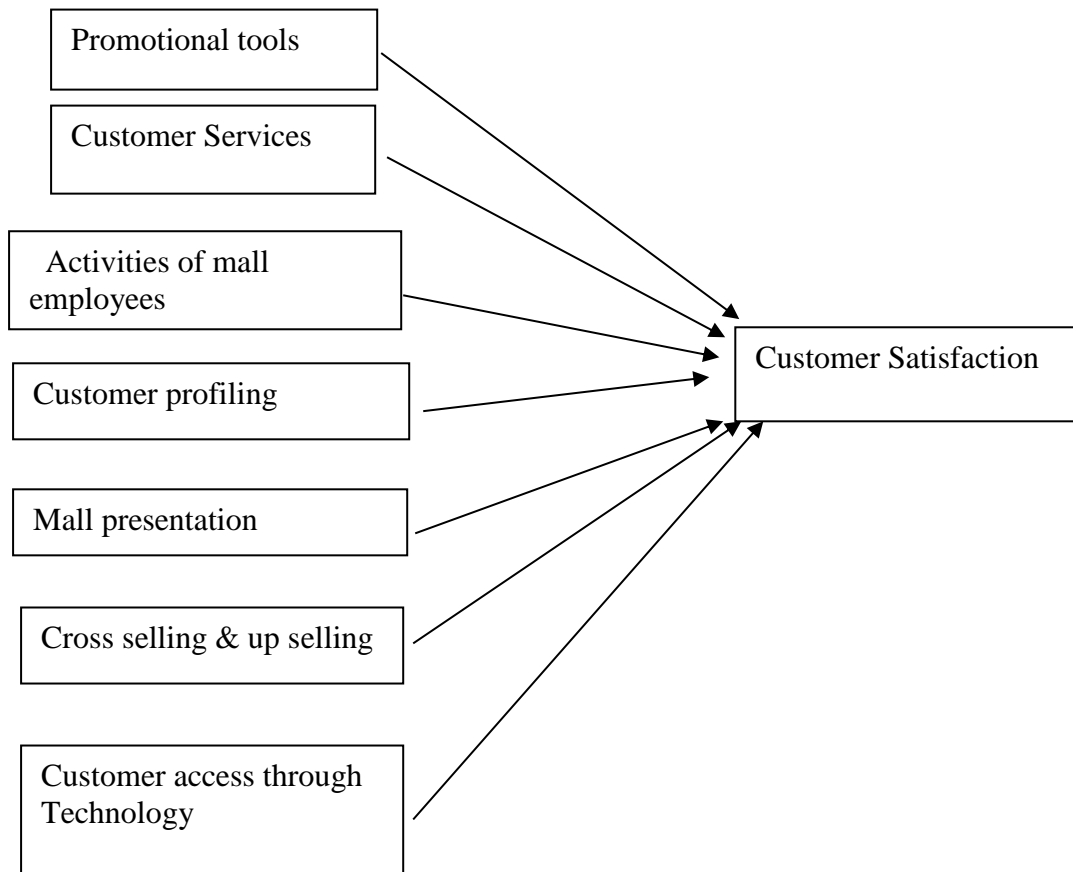 Promotional tools
Customer Services
Activities of mall
employees
Customer Satisfaction
Customer profiling
Mall presentation
Cross selling & up selling
Customer access through
Technology